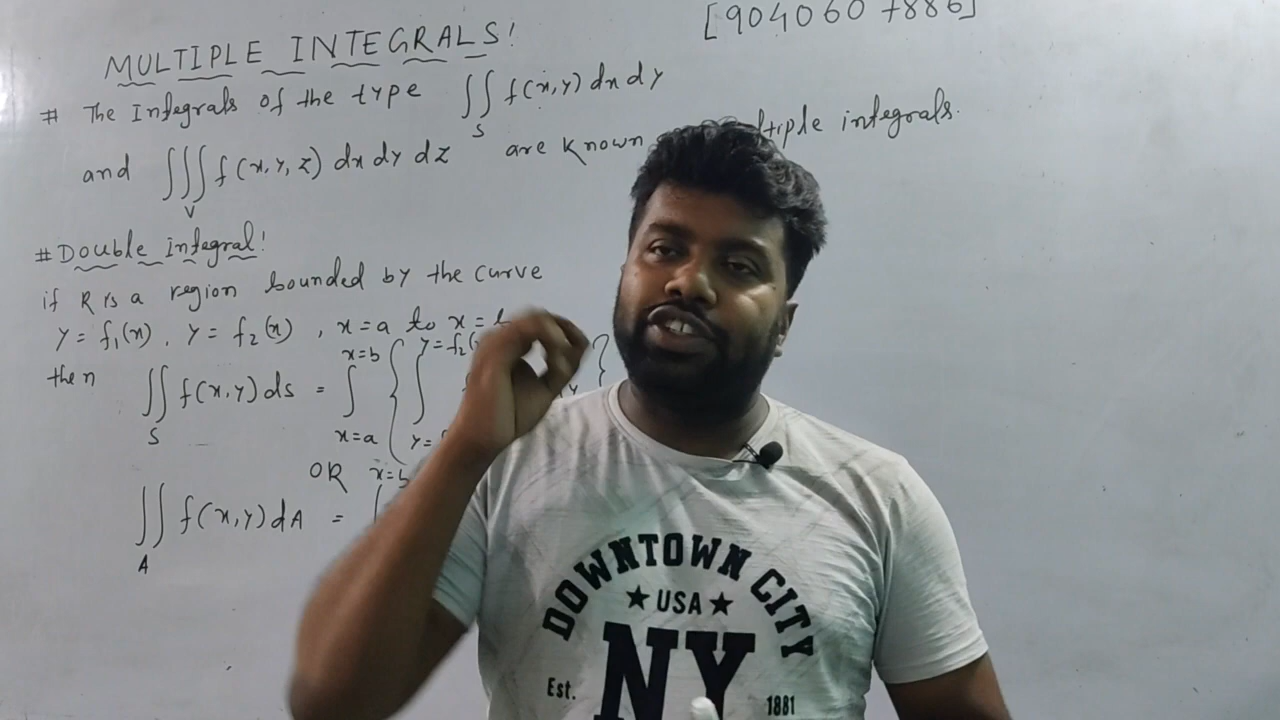 [9040607886]
MULTIPLE INTEGRALS!
# The Integrals of the type ∬ f(x,y) dx dy
S
and ∭ f(x,y,z) dx dy dz are known integrals.
V
# Double integral!
if R is a region bounded by the curve
y = f₁(x), y = f₂(x), x=a to x=
x=b y=f₂(
then ∬ f(x,y) ds = ∫ { ∫ }
S x=a y=
OR x=b
∬ f(x,y) dA = ∫
A
DOWNTOWN CITY
★ USA ★
NY
Est. 1881